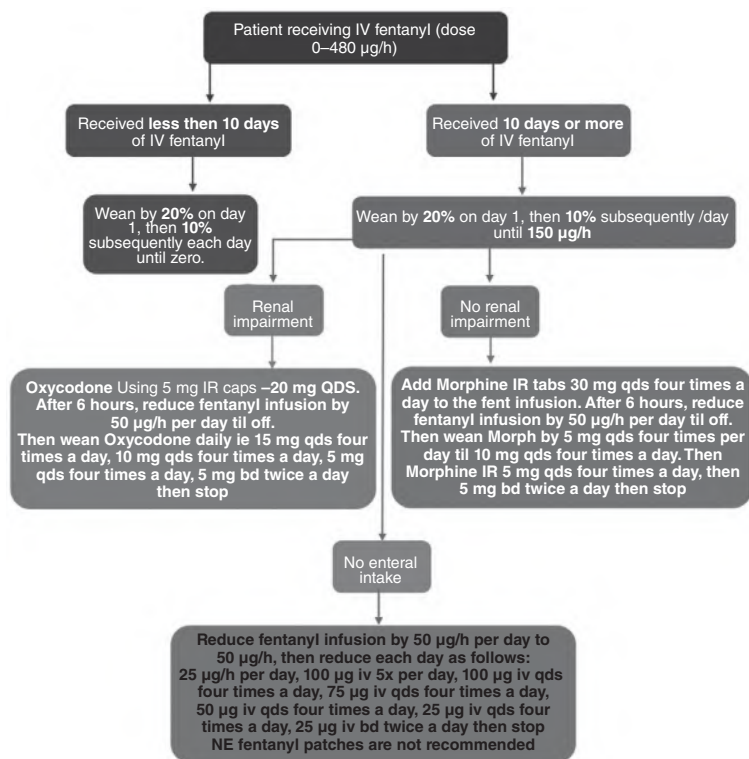 Patient receiving IV fentanyl (dose
0–480 µg/h)
Received less then 10 days
of IV fentanyl
Received 10 days or more
of IV fentanyl
Wean by 20% on day
1, then 10%
subsequently each day
until zero.
Wean by 20% on day 1, then 10% subsequently /day
until 150 µg/h
Renal
impairment
No renal
impairment
Oxycodone Using 5 mg IR caps –20 mg QDS.
After 6 hours, reduce fentanyl infusion by
50 µg/h per day til off.
Then wean Oxycodone daily ie 15 mg qds four
times a day, 10 mg qds four times a day, 5 mg
qds four times a day, 5 mg bd twice a day
then stop
Add Morphine IR tabs 30 mg qds four times a
day to the fent infusion. After 6 hours, reduce
fentanyl infusion by 50 µg/h per day til off.
Then wean Morph by 5 mg qds four times per
day til 10 mg qds four times a day. Then
Morphine IR 5 mg qds four times a day, then
5 mg bd twice a day then stop
No enteral
intake
Reduce fentanyl infusion by 50 µg/h per day to
50 µg/h, then reduce each day as follows:
25 µg/h per day, 100 µg iv 5x per day, 100 µg iv qds
four times a day, 75 µg iv qds four times a day,
50 µg iv qds four times a day, 25 µg iv qds four
times a day, 25 µg iv bd twice a day then stop
NE fentanyl patches are not recommended